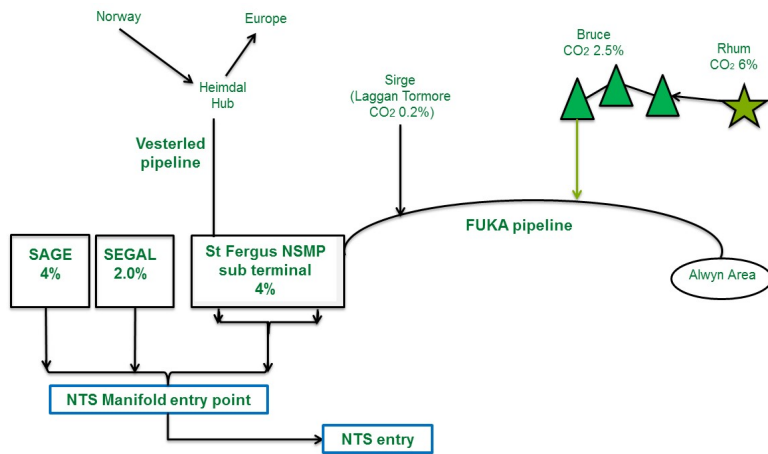 Norway
Europe
Heimdal
Hub
Vesterled
pipeline
Sirge
(Laggan Tormore
CO₂ 0.2%)
Bruce
CO₂ 2.5%
Rhum
CO₂ 6%
FUKA pipeline
Alwyn Area
SAGE
4%
SEGAL
2.0%
St Fergus NSMP
sub terminal
4%
NTS Manifold entry point
NTS entry